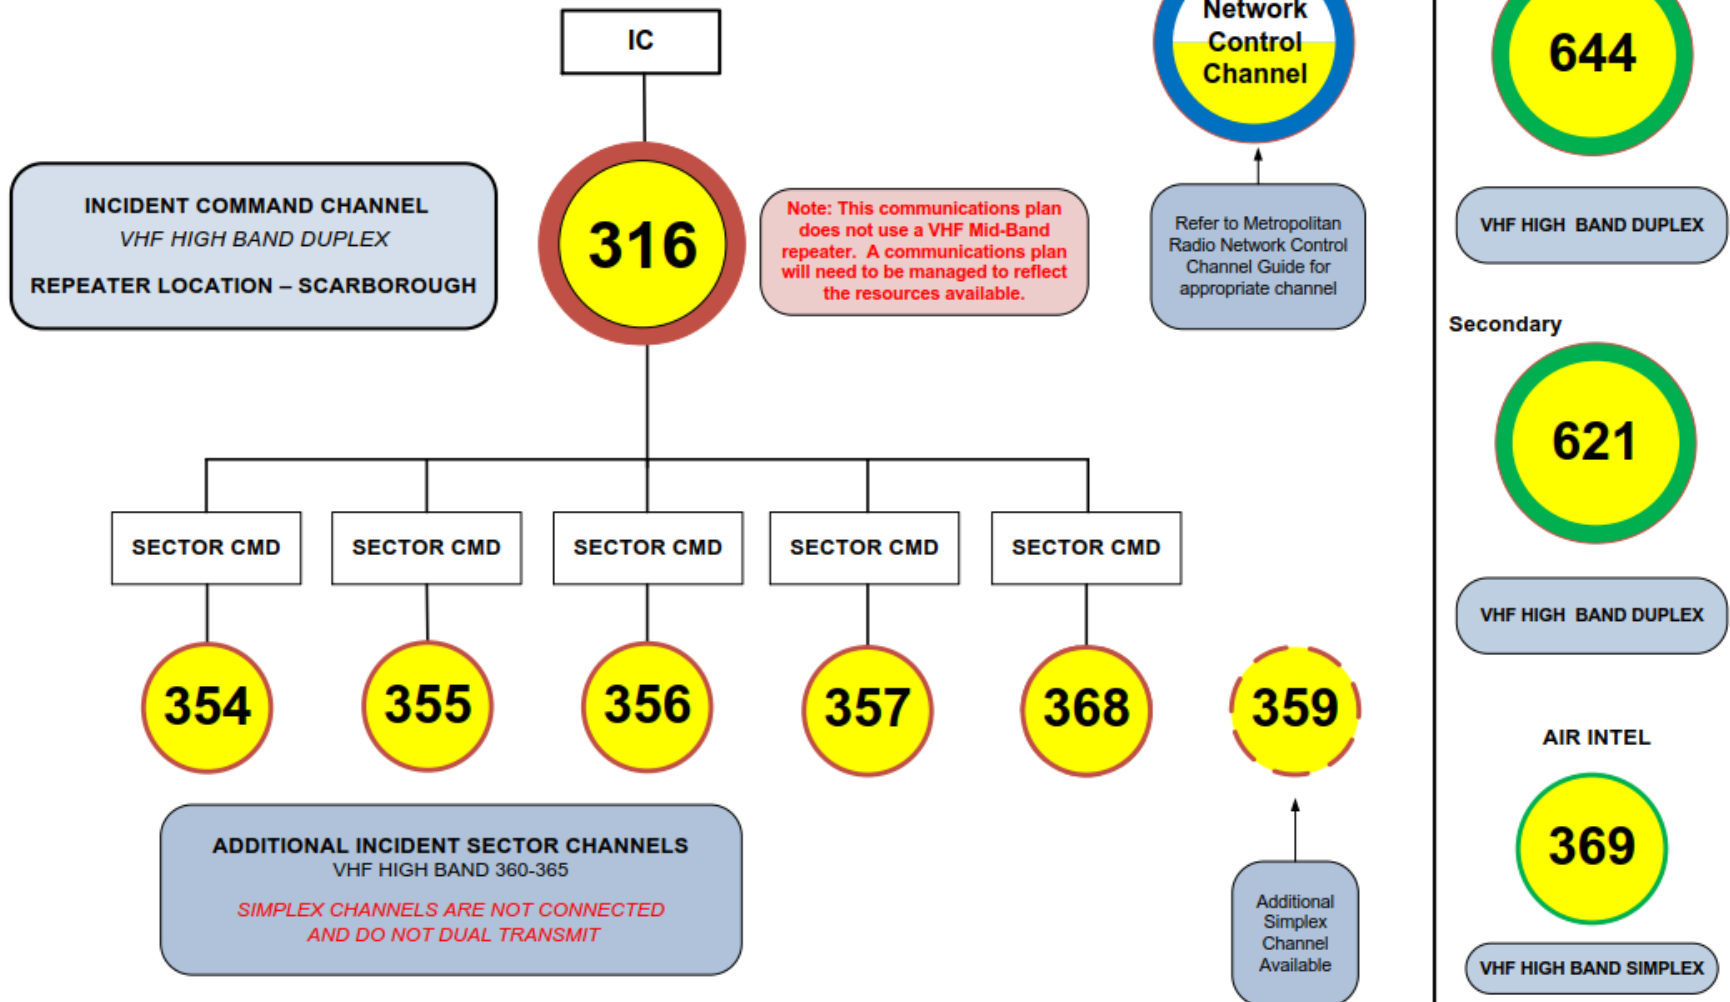 IC
Network
Control
Channel
644
INCIDENT COMMAND CHANNEL
VHF HIGH BAND DUPLEX
REPEATER LOCATION – SCARBOROUGH
316
Note: This communications plan
does not use a VHF Mid-Band
repeater.  A communications plan
will need to be managed to reflect
the resources available.
Refer to Metropolitan
Radio Network Control
Channel Guide for
appropriate channel
VHF HIGH  BAND DUPLEX
Secondary
621
VHF HIGH  BAND DUPLEX
SECTOR CMD
SECTOR CMD
SECTOR CMD
SECTOR CMD
SECTOR CMD
354
355
356
357
368
359
ADDITIONAL INCIDENT SECTOR CHANNELS
VHF HIGH BAND 360-365
SIMPLEX CHANNELS ARE NOT CONNECTED
AND DO NOT DUAL TRANSMIT
Additional
Simplex
Channel
Available
AIR INTEL
369
VHF HIGH BAND SIMPLEX